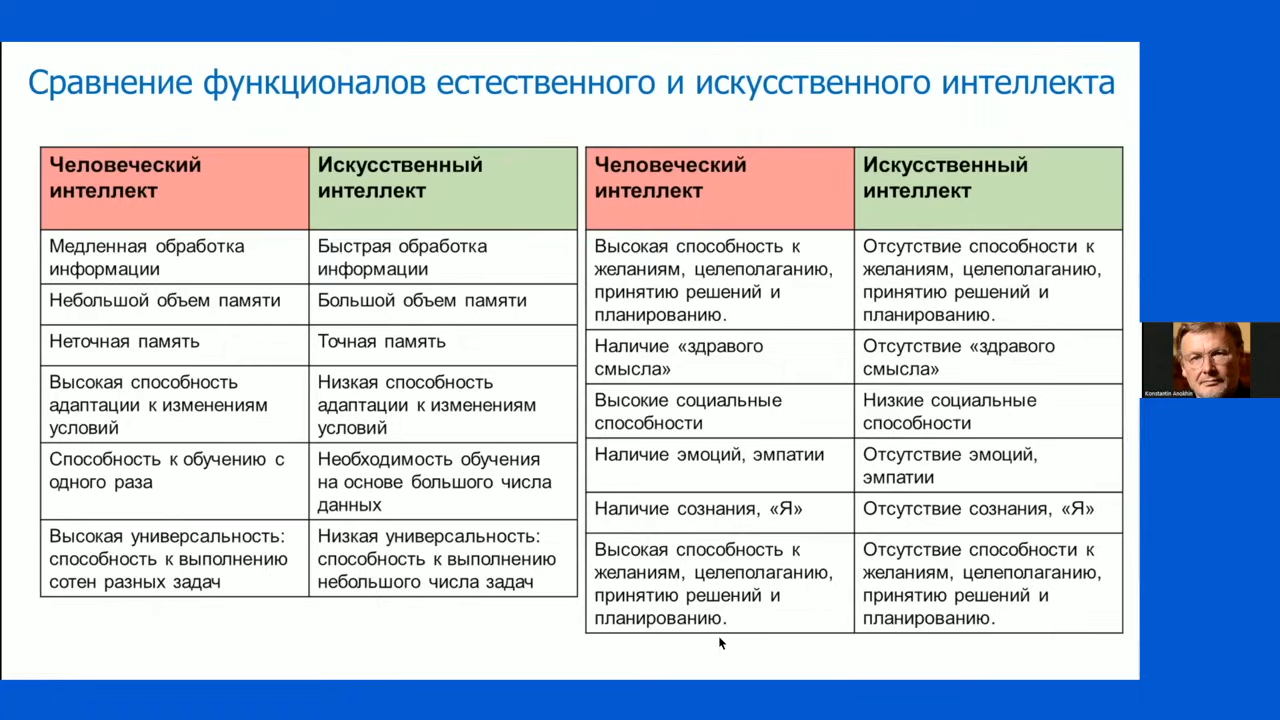 Сравнение функционалов естественного и искусственного интеллекта
Человеческий
интеллект
Искусственный
интеллект
Медленная обработка
информации
Быстрая обработка
информации
Небольшой объем памяти
Большой объем памяти
Неточная память
Точная память
Высокая способность
адаптации к изменениям
условий
Низкая способность
адаптации к изменениям
условий
Способность к обучению с
одного раза
Необходимость обучения
на основе большого числа
данных
Высокая универсальность:
способность к выполнению
сотен разных задач
Низкая универсальность:
способность к выполнению
небольшого числа задач
Человеческий
интеллект
Искусственный
интеллект
Высокая способность к
желаниям, целеполаганию,
принятию решений и
планированию.
Отсутствие способности к
желаниям, целеполаганию,
принятию решений и
планированию.
Наличие «здравого
смысла»
Отсутствие «здравого
смысла»
Высокие социальные
способности
Низкие социальные
способности
Наличие эмоций, эмпатии
Отсутствие эмоций,
эмпатии
Наличие сознания, «Я»
Отсутствие сознания, «Я»
Высокая способность к
желаниям, целеполаганию,
принятию решений и
планированию.
Отсутствие способности к
желаниям, целеполаганию,
принятию решений и
планированию.
Konstantin Anokhin